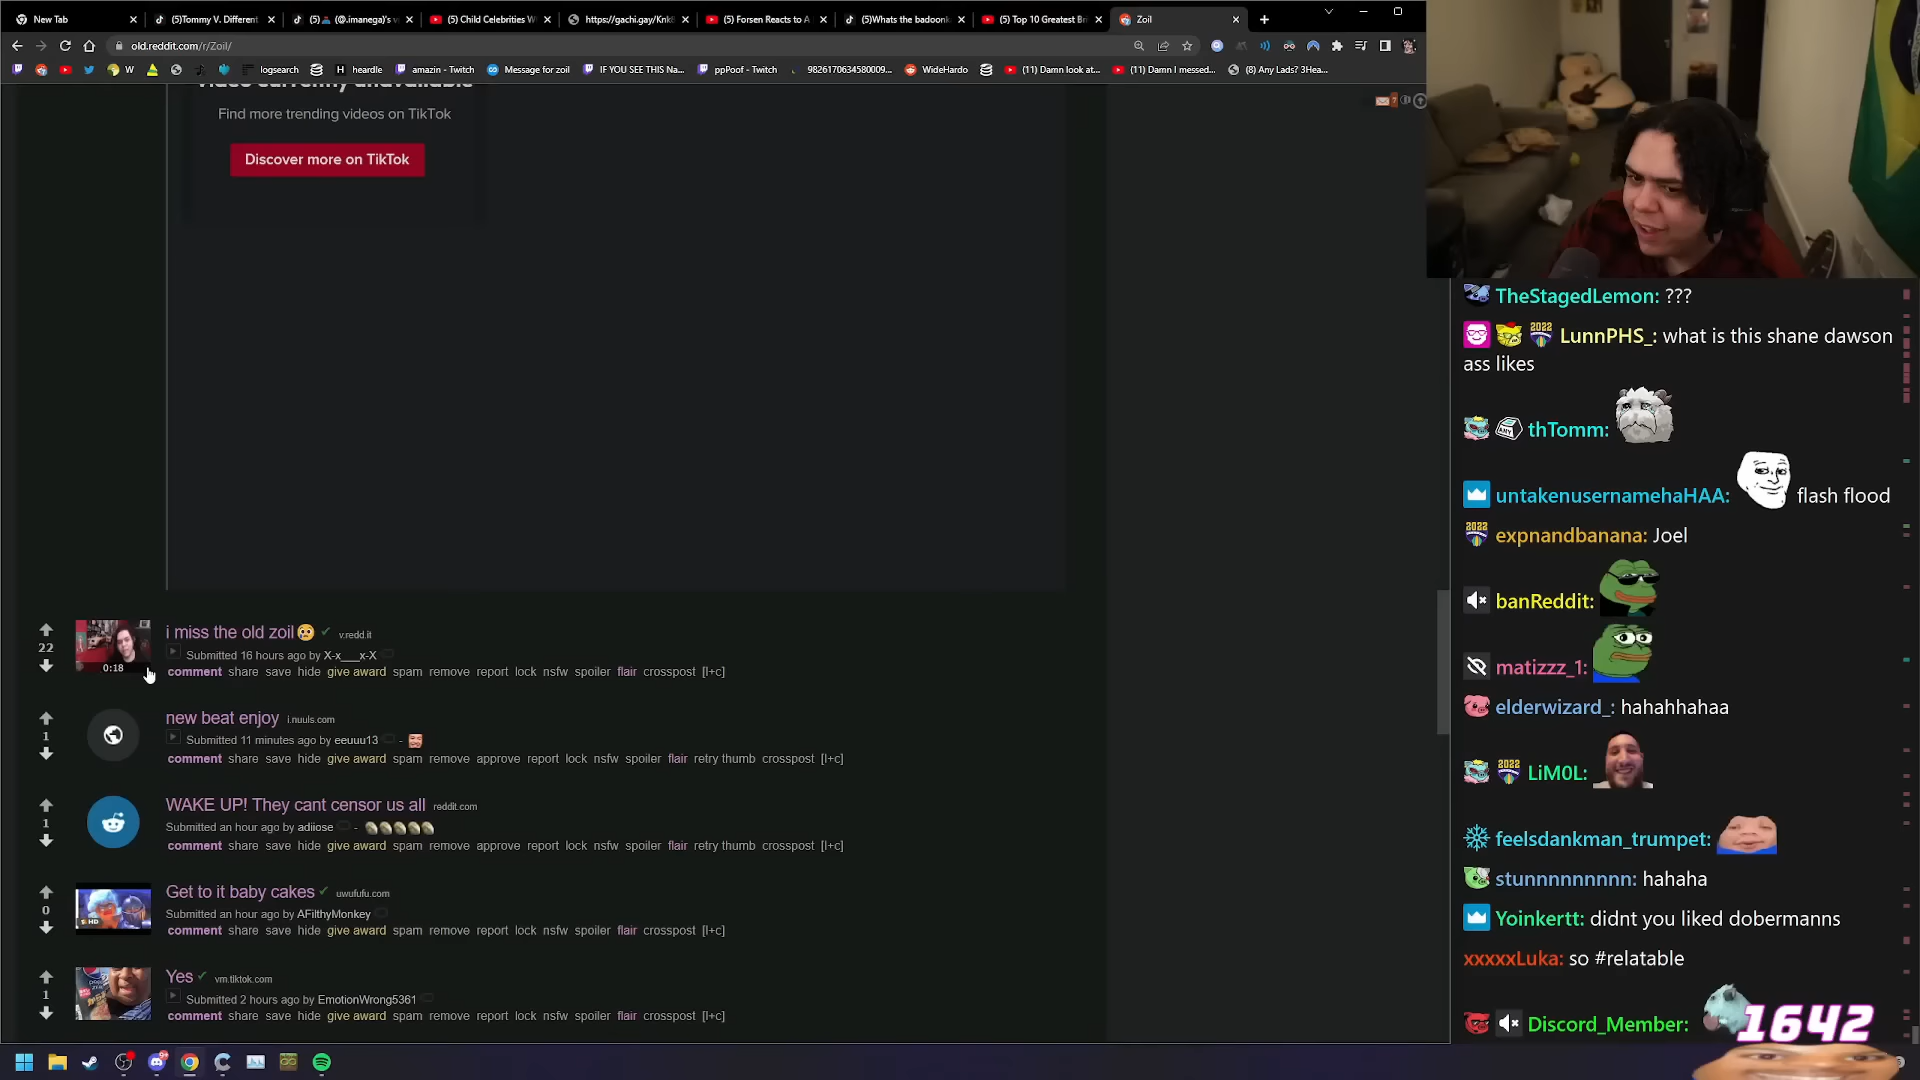 New Tab
(5)Tommy V. Different
(5)
(@.imanega)'s v
(5) Child Celebrities W
https://gachi.gay/Knk8
(5) Forsen Reacts to A
(5)Whats the badoonk
(5) Top 10 Greatest Bri
Zoil
old.reddit.com/r/Zoil/
W
logsearch
heardle
amazin - Twitch
Message for zoil
IF YOU SEE THIS Na...
ppPoof - Twitch
9826170634580009...
WideHardo
(11) Damn look at...
(11) Damn I messed...
(8) Any Lads? 3Hea...
Video currently unavailable
Find more trending videos on TikTok
Discover more on TikTok
22
0:18
i miss the old zoil😢 ✓ v.redd.it
Submitted 16 hours ago by X-x___x-X
comment share save hide give award spam remove report lock nsfw spoiler flair crosspost [l+c]
1
new beat enjoy i.nuuls.com
Submitted 11 minutes ago by eeuuu13 -
comment share save hide give award spam remove approve report lock nsfw spoiler flair retry thumb crosspost [l+c]
1
WAKE UP! They cant censor us all reddit.com
Submitted an hour ago by adiiose -
comment share save hide give award spam remove approve report lock nsfw spoiler flair retry thumb crosspost [l+c]
0
HD
Get to it baby cakes ✓ uwufufu.com
Submitted an hour ago by AFilthyMonkey
comment share save hide give award spam remove report lock nsfw spoiler flair crosspost [l+c]
1
Yes ✓ vm.tiktok.com
Submitted 2 hours ago by EmotionWrong5361
comment share save hide give award spam remove report lock nsfw spoiler flair crosspost [l+c]
TheStagedLemon: ???
2022 LunnPHS_: what is this shane dawson
ass likes
thTomm:
untakenusernamehaHAA: flash flood
2022 expnandbanana: Joel
banReddit:
matizzz_1:
elderwizard_: hahahhahaa
2022 LiM0L:
feelsdankman_trumpet:
stunnnnnnnnn: hahaha
Yoinkertt: didnt you liked dobermanns
xxxxxLuka: so #relatable
Discord_Member:
1642